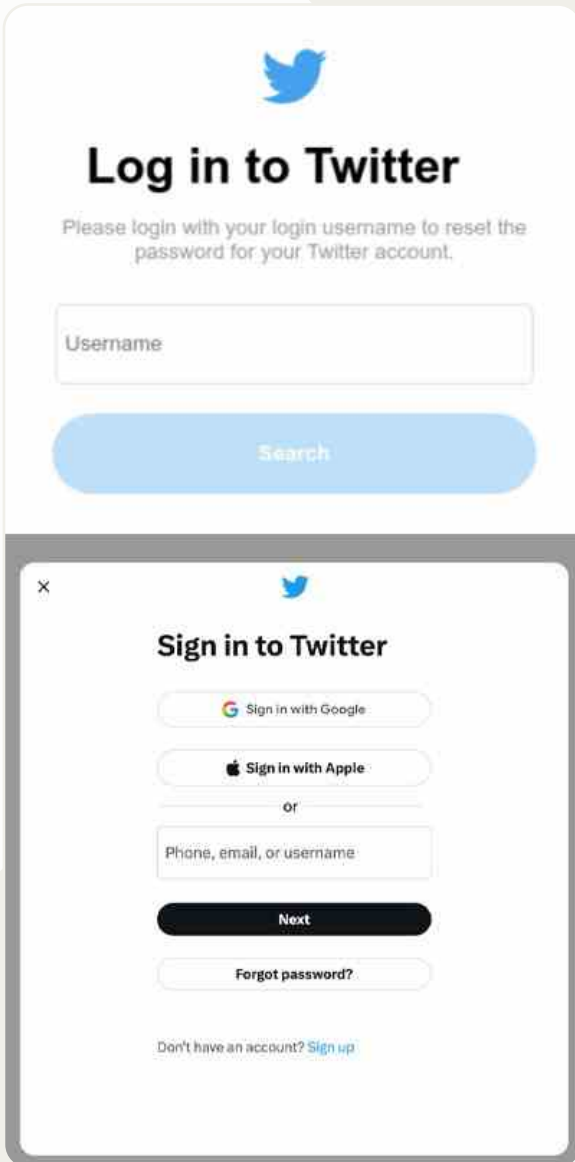 Log in to Twitter
Please login with your login username to reset the
password for your Twitter account.
Username
Search
Sign in to Twitter
Sign in with Google
Sign in with Apple
or
Phone, email, or username
Next
Forgot password?
Don't have an account? Sign up